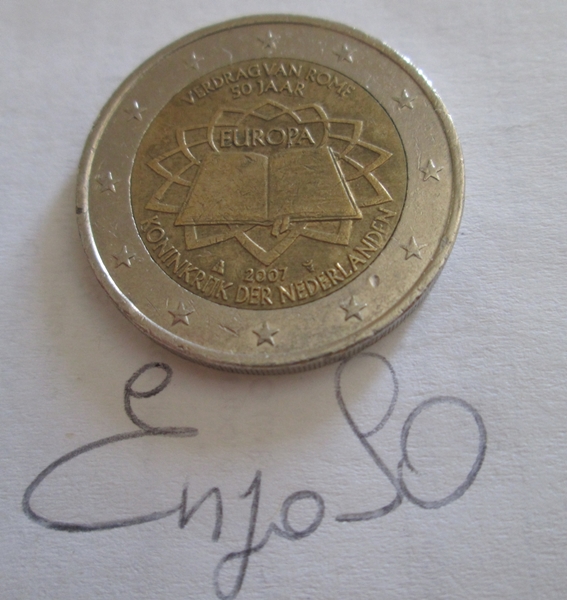 VERDRAG VAN ROME
50 JAAR
EUROPA
2007
KONINKRIJK DER NEDERLANDEN
EnjoLO